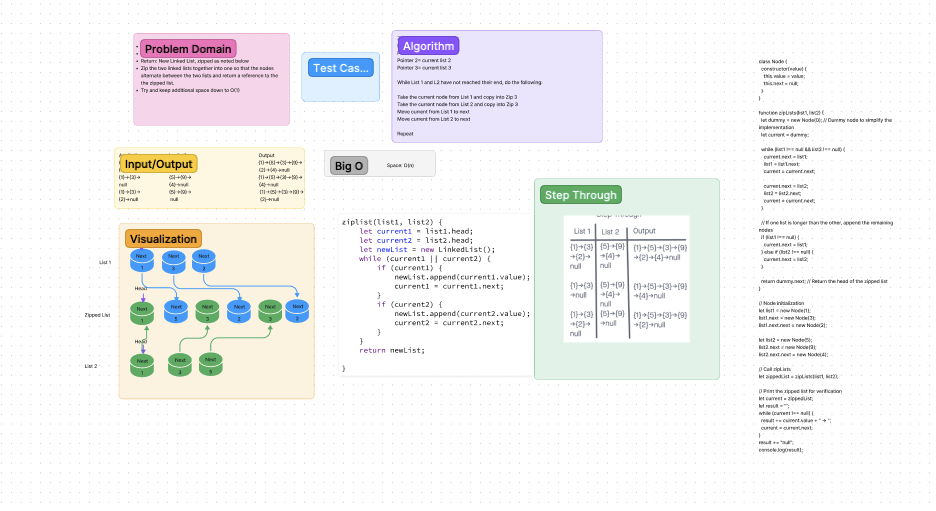 Problem Domain
Return: New Linked List, zipped as noted below
Zip the two linked lists together into one so that the nodes
alternate between the two lists and return a reference to the
the zipped list.
Try and keep additional space down to O(1)
Test Cas...
Algorithm
Pointer 2= current list 2
Pointer 3= current list 3
While List 1 and L2 have not reached their end, do the following:
Take the current node from List 1 and copy into Zip 3
Take the current node from List 2 and copy into Zip 3
Move current from List 1 to next
Move current from List 2 to next
Repeat
Input/Output
Output
{1}→{3}→
null
{1}→{3}→
null
{5}→{9}
→{4}→null
{5}→{9}→
null
{1}→{5}→{3}→{9}→
{2}→{4}→null
{1}→{5}→{3}→{9}→
{4}→null
{1}→{5}→{3}→{9}→
{2}→null
Big O
Space: O(n)
Visualization
List 1
Next
1
Next
3
Next
2
Head
Zipped List
Next
1
Next
5
Next
3
Next
2
Next
3
Next
Head
List 2
Next
1
Next
Next
ziplist(list1, list2) {
let current1 = list1.head;
let current2 = list2.head;
let newList = new LinkedList();
while (current1 || current2) {
if (current1) {
newList.append(current1.value);
current1 = current1.next;
}
if (current2) {
newList.append(current2.value);
current2 = current2.next;
}
}
return newList;
}
Step Through
Step Through
List 1 List 2 Output
{1}→{3}
→{2}→
null
{5}→{9}
→{4}→
null
{1}→{5}→{3}→{9}
→{2}→{4}→null
{1}→{3}
→null
{5}→{9}
→{4}→
null
{1}→{5}→{3}→{9}
→{4}→null
{1}→{3}
→{2}→
null
{5}→{9}
→null
{1}→{5}→{3}→{9}
→{2}→null
class Node {
constructor(value) {
this.value = value;
this.next = null;
}
}
function zipLists(list1, list2) {
let dummy = new Node(0); // Dummy node to simplify the
implementation
let current = dummy;
while (list1 !== null && list2 !== null) {
current.next = list1;
list1 = list1.next;
current = current.next;
current.next = list2;
list2 = list2.next;
current = current.next;
}
// If one list is longer than the other, append the remaining
nodes
if (list1 !== null) {
current.next = list1;
} else if (list2 !== null) {
current.next = list2;
}
return dummy.next; // Return the head of the zipped list
}
// Node Initialization
let list1 = new Node(1);
list1.next = new Node(3);
list1.next.next = new Node(2);
let list2 = new Node(5);
list2.next = new Node(9);
list2.next.next = new Node(4);
// Call zipLists
let zippedList = zipLists(list1, list2);
// Print the zipped list for verification
let current = zippedList;
let result = "";
while (current !== null) {
result += current.value + " -> ";
current = current.next;
}
result += "null";
console.log(result);